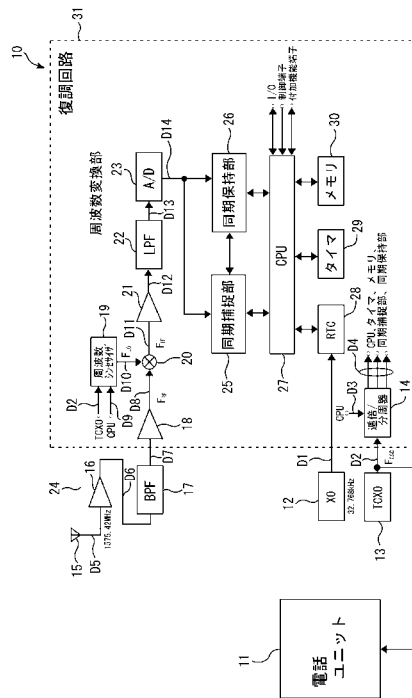 10
31
復調回路
周波数変換部
19
周波数
シンセサイザ
D2
TCXO
CPU
D9
D10
F
24
16
15
D5
1575.42MHz
D6
BPF
17
D7
18
D8
F
20
D11
F
21
D12
LPF
22
D13
A/D
23
D14
同期捕捉部
25
同期保持部
26
CPU
27
I/O
制御端子
付加機能端子
RTC
28
タイマ
29
メモリ
30
D1
XO
12
32.768kHz
TCXO
13
D2
CPU
D3
D4
CPU、タイマ、メモリ、
同期捕捉部、同期保持部
逓倍/
分周器
14
電話
ユニット
11